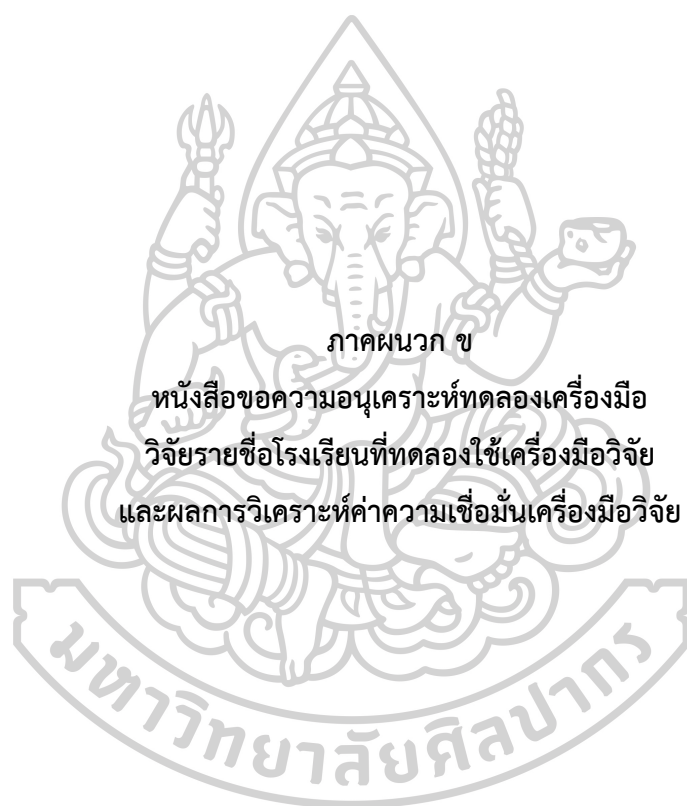 ภาคผนวก ข
หนังสือขอความอนุเคราะห์ทดลองเครื่องมือ
วิจัยรายชื่อโรงเรียนที่ทดลองใช้เครื่องมือวิจัย
และผลการวิเคราะห์ค่าความเชื่อมั่นเครื่องมือวิจัย
มหาวิทยาลัยศิลปากร